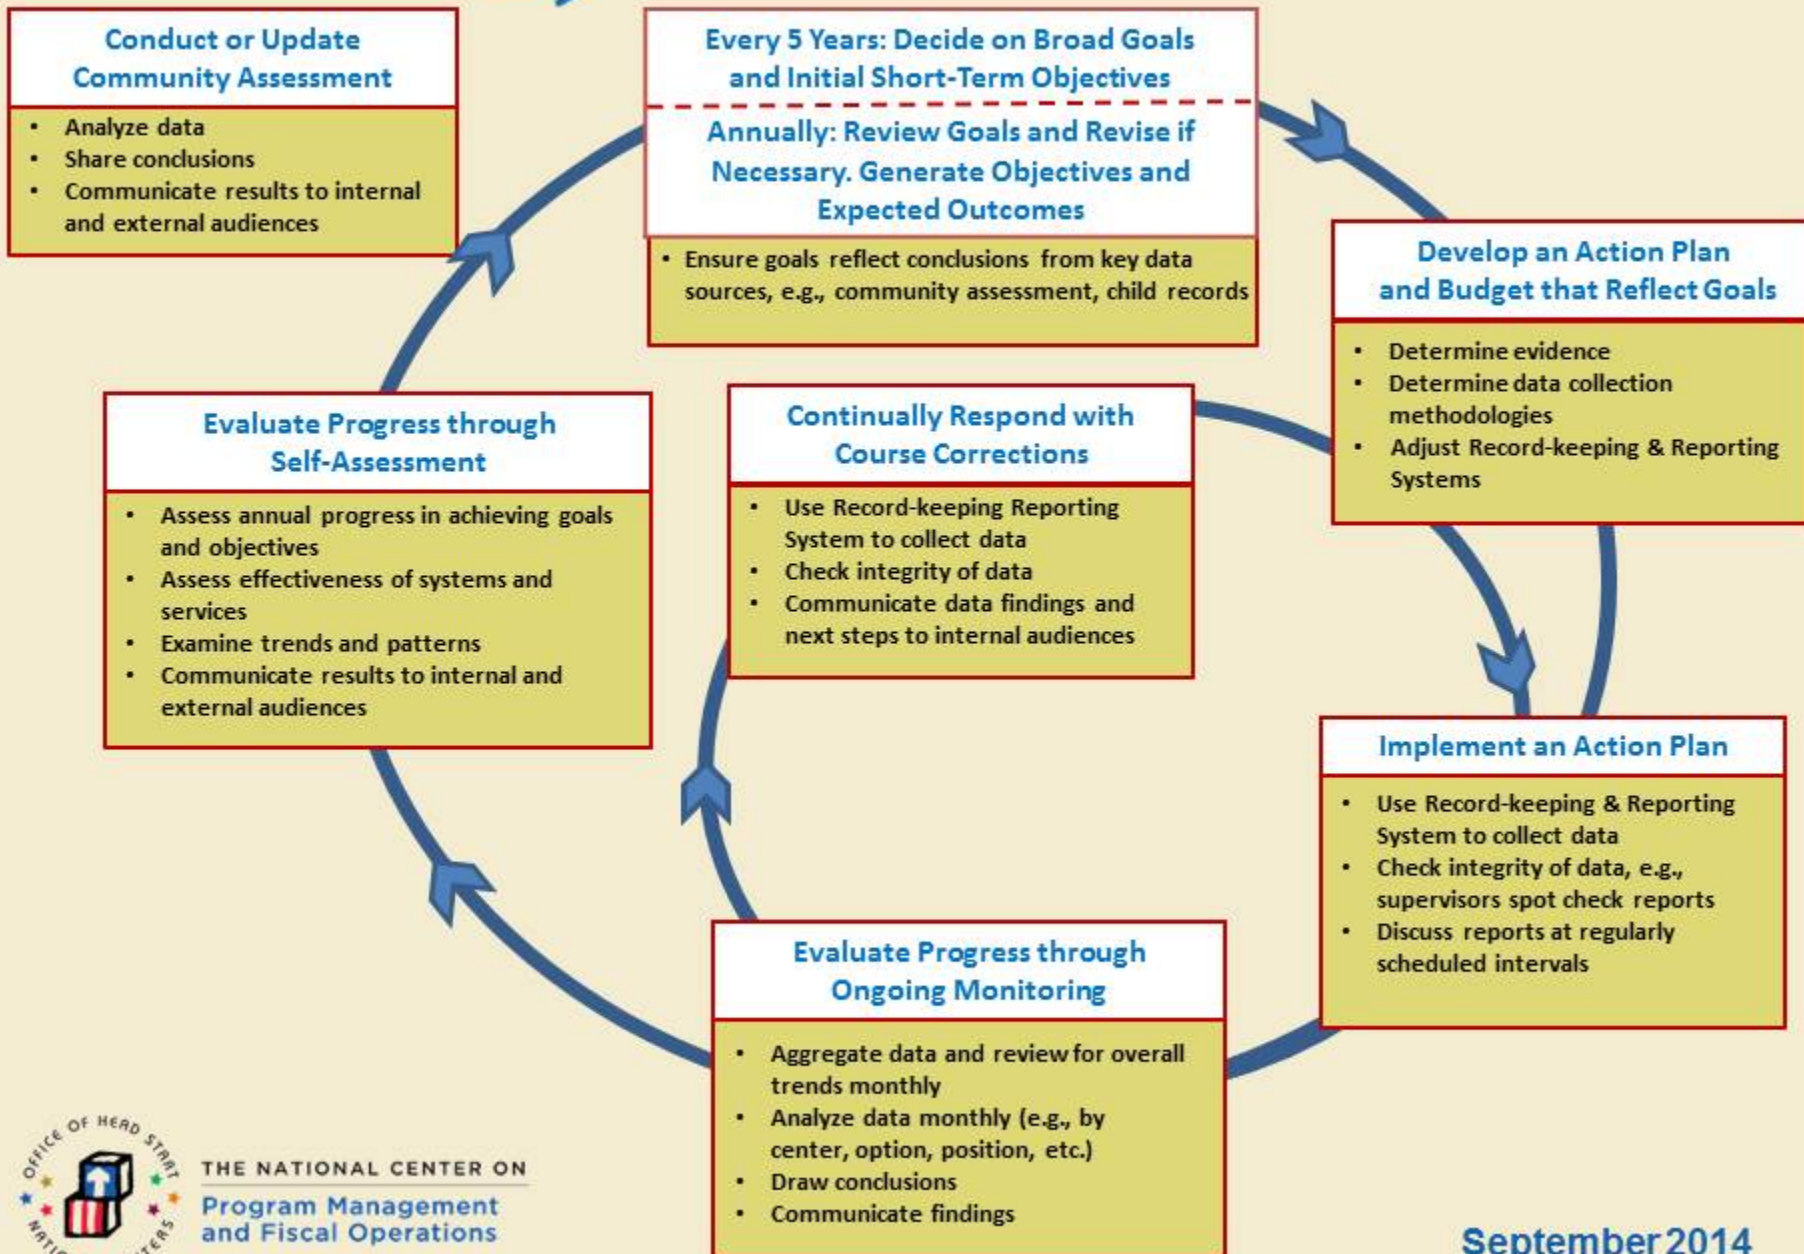 Conduct or Update
Community Assessment
• Analyze data
• Share conclusions
• Communicate results to internal
and external audiences
Every 5 Years: Decide on Broad Goals
and Initial Short-Term Objectives
Annually: Review Goals and Revise if
Necessary. Generate Objectives and
Expected Outcomes
• Ensure goals reflect conclusions from key data
sources, e.g., community assessment, child records
Develop an Action Plan
and Budget that Reflect Goals
• Determine evidence
• Determine data collection
methodologies
• Adjust Record-keeping & Reporting
Systems
Evaluate Progress through
Self-Assessment
• Assess annual progress in achieving goals
and objectives
• Assess effectiveness of systems and
services
• Examine trends and patterns
• Communicate results to internal and
external audiences
Continually Respond with
Course Corrections
• Use Record-keeping Reporting
System to collect data
• Check integrity of data
• Communicate data findings and
next steps to internal audiences
Implement an Action Plan
• Use Record-keeping & Reporting
System to collect data
• Check integrity of data, e.g.,
supervisors spot check reports
• Discuss reports at regularly
scheduled intervals
Evaluate Progress through
Ongoing Monitoring
• Aggregate data and review for overall
trends monthly
• Analyze data monthly (e.g., by
center, option, position, etc.)
• Draw conclusions
• Communicate findings
OFFICE OF HEAD START
THE NATIONAL CENTER ON
Program Management
and Fiscal Operations
September 2014